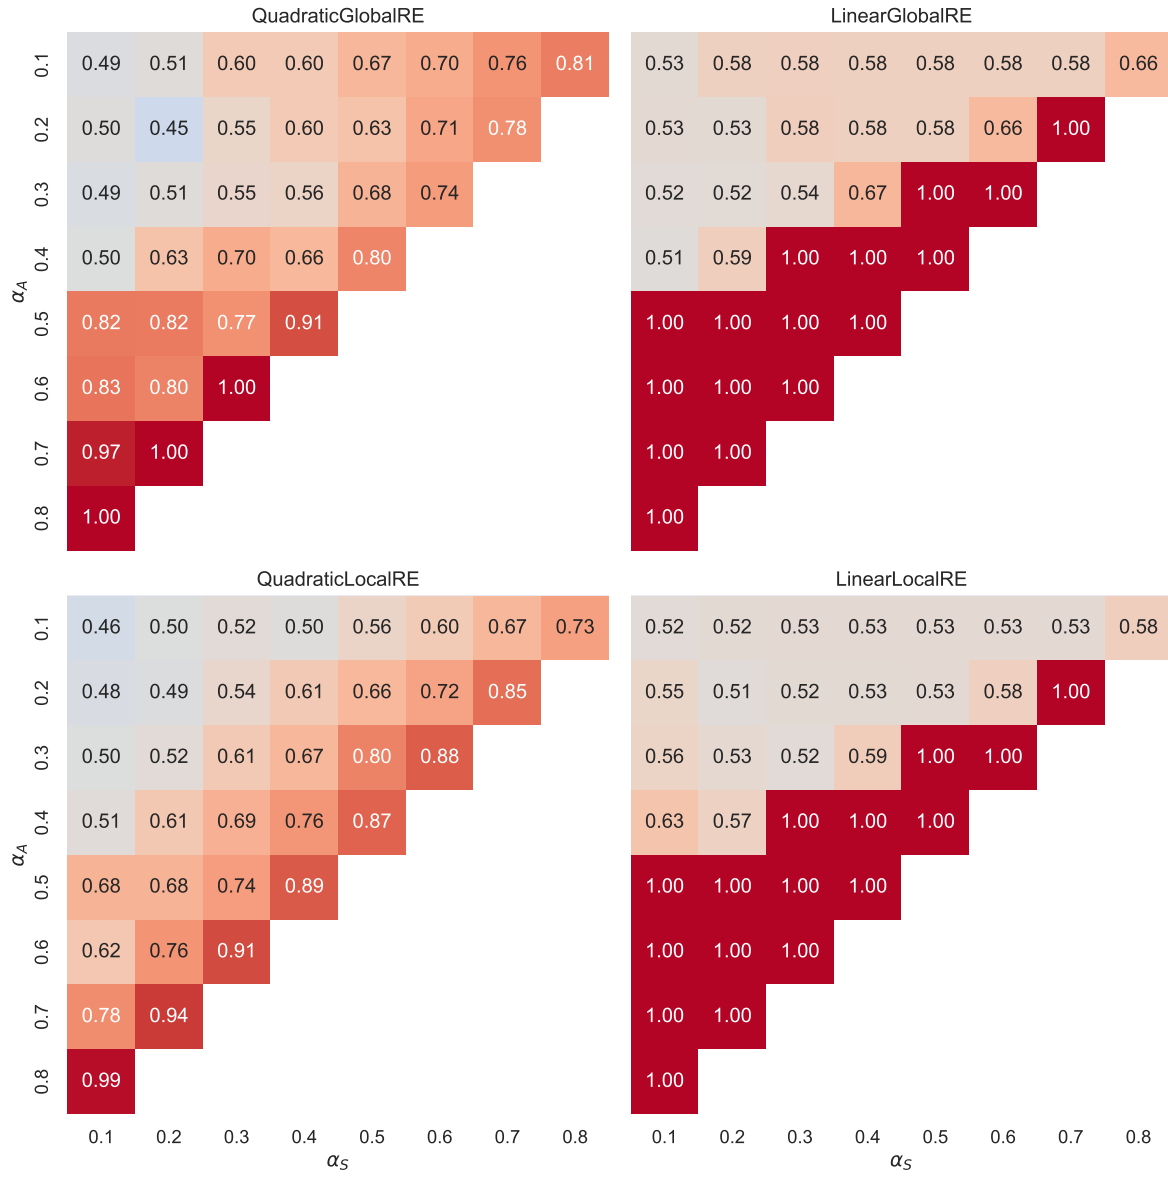 QuadraticGlobalRE LinearGlobalRE
0.1 0.49 0.51 0.60 0.60 0.67 0.70 0.76 0.81 0.53 0.58 0.58 0.58 0.58 0.58 0.58 0.66
0.2 0.50 0.45 0.55 0.60 0.63 0.71 0.78 0.53 0.53 0.58 0.58 0.58 0.66 1.00
0.3 0.49 0.51 0.55 0.56 0.68 0.74 0.52 0.52 0.54 0.67 1.00 1.00
0.4 0.50 0.63 0.70 0.66 0.80 0.51 0.59 1.00 1.00 1.00
α_A
0.5 0.82 0.82 0.77 0.91 1.00 1.00 1.00 1.00
0.6 0.83 0.80 1.00 1.00 1.00 1.00
0.7 0.97 1.00 1.00 1.00
0.8 1.00 1.00
QuadraticLocalRE LinearLocalRE
0.1 0.46 0.50 0.52 0.50 0.56 0.60 0.67 0.73 0.52 0.52 0.53 0.53 0.53 0.53 0.53 0.58
0.2 0.48 0.49 0.54 0.61 0.66 0.72 0.85 0.55 0.51 0.52 0.53 0.53 0.58 1.00
0.3 0.50 0.52 0.61 0.67 0.80 0.88 0.56 0.53 0.52 0.59 1.00 1.00
0.4 0.51 0.61 0.69 0.76 0.87 0.63 0.57 1.00 1.00 1.00
α_A
0.5 0.68 0.68 0.74 0.89 1.00 1.00 1.00 1.00
0.6 0.62 0.76 0.91 1.00 1.00 1.00
0.7 0.78 0.94 1.00 1.00
0.8 0.99 1.00
0.1 0.2 0.3 0.4 0.5 0.6 0.7 0.8 0.1 0.2 0.3 0.4 0.5 0.6 0.7 0.8
α_S α_S